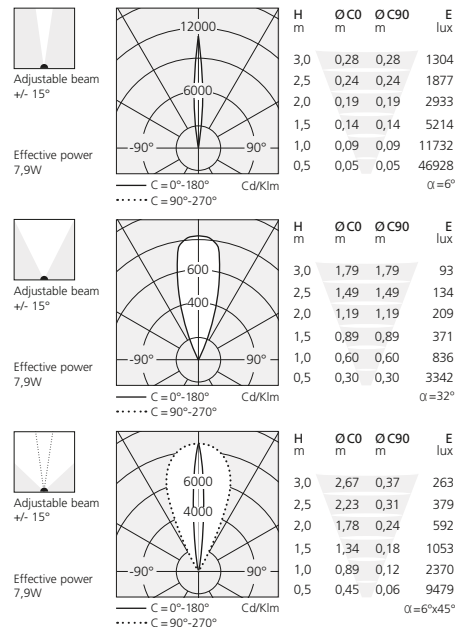 H ØC0 ØC90 E
m m m lux
12000
6000
-90° 90°
3,0 0,28 0,28 1304
2,5 0,24 0,24 1877
2,0 0,19 0,19 2933
1,5 0,14 0,14 5214
1,0 0,09 0,09 11732
0,5 0,05 0,05 46928
α=6°
Adjustable beam
+/- 15°
Effective power
7,9W
C = 0°-180° Cd/Klm
C = 90°-270°
H ØC0 ØC90 E
m m m lux
600
400
-90° 90°
3,0 1,79 1,79 93
2,5 1,49 1,49 134
2,0 1,19 1,19 209
1,5 0,89 0,89 371
1,0 0,60 0,60 836
0,5 0,30 0,30 3342
α=32°
Adjustable beam
+/- 15°
Effective power
7,9W
C = 0°-180° Cd/Klm
C = 90°-270°
H ØC0 ØC90 E
m m m lux
6000
4000
-90° 90°
3,0 2,67 0,37 263
2,5 2,23 0,31 379
2,0 1,78 0,24 592
1,5 1,34 0,18 1053
1,0 0,89 0,12 2370
0,5 0,45 0,06 9479
α=6°x45°
Adjustable beam
+/- 15°
Effective power
7,9W
C = 0°-180° Cd/Klm
C = 90°-270°